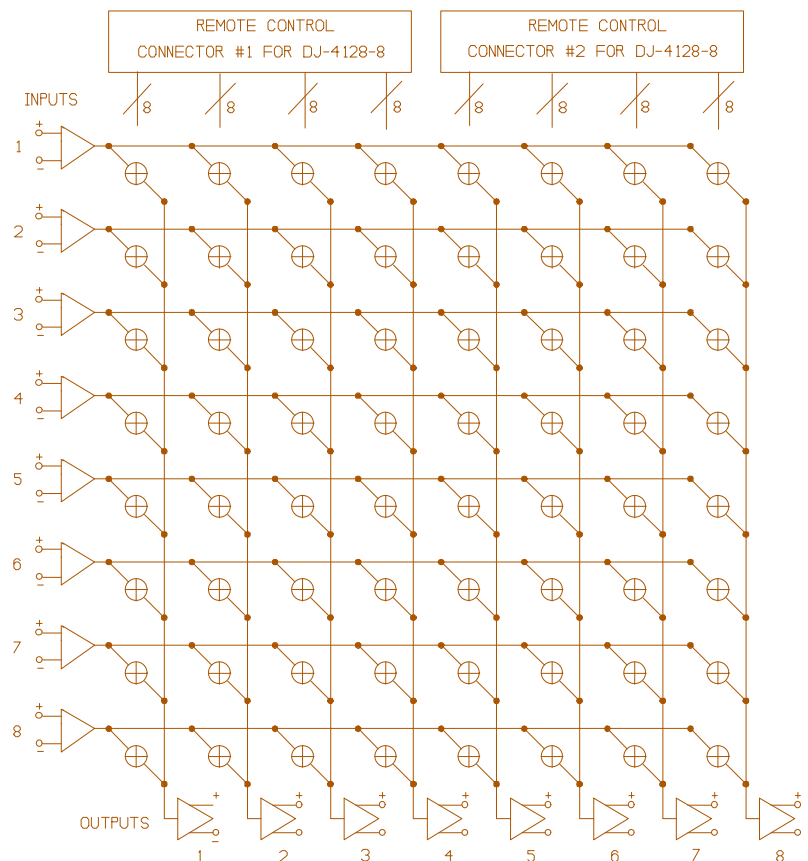 REMOTE CONTROL
CONNECTOR #1 FOR DJ-4128-8
REMOTE CONTROL
CONNECTOR #2 FOR DJ-4128-8
8 8 8 8 8 8 8 8
INPUTS
+
1
-
+
2
-
+
3
-
+
4
-
+
5
-
+
6
-
+
7
-
+
8
-
+ + + + + + + +
OUTPUTS
- - - - - - - -
1 2 3 4 5 6 7 8